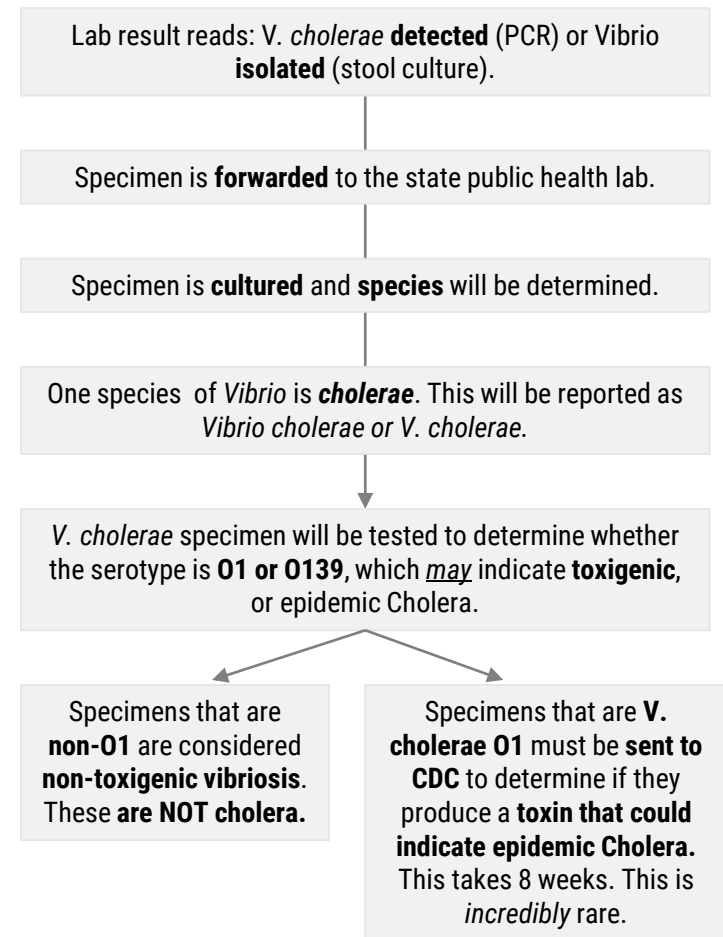 Lab result reads: V. cholerae detected (PCR) or Vibrio
isolated (stool culture).
Specimen is forwarded to the state public health lab.
Specimen is cultured and species will be determined.
One species of Vibrio is cholerae. This will be reported as
Vibrio cholerae or V. cholerae.
V. cholerae specimen will be tested to determine whether
the serotype is O1 or O139, which may indicate toxigenic,
or epidemic Cholera.
Specimens that are
non-O1 are considered
non-toxigenic vibriosis.
These are NOT cholera.
Specimens that are V.
cholerae O1 must be sent to
CDC to determine if they
produce a toxin that could
indicate epidemic Cholera.
This takes 8 weeks. This is
incredibly rare.